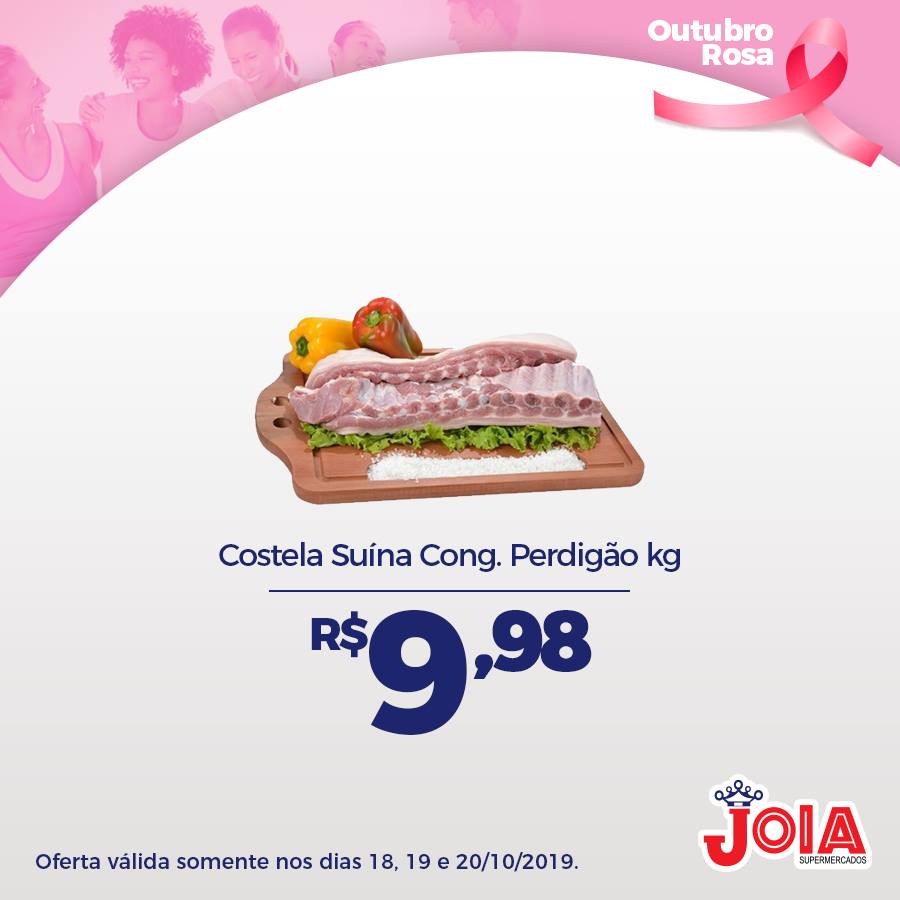 Outubro
Rosa
Costela Suína Cong. Perdigão kg
R$9,98
Oferta válida somente nos dias 18, 19 e 20/10/2019.
JOIA
SUPERMERCADOS